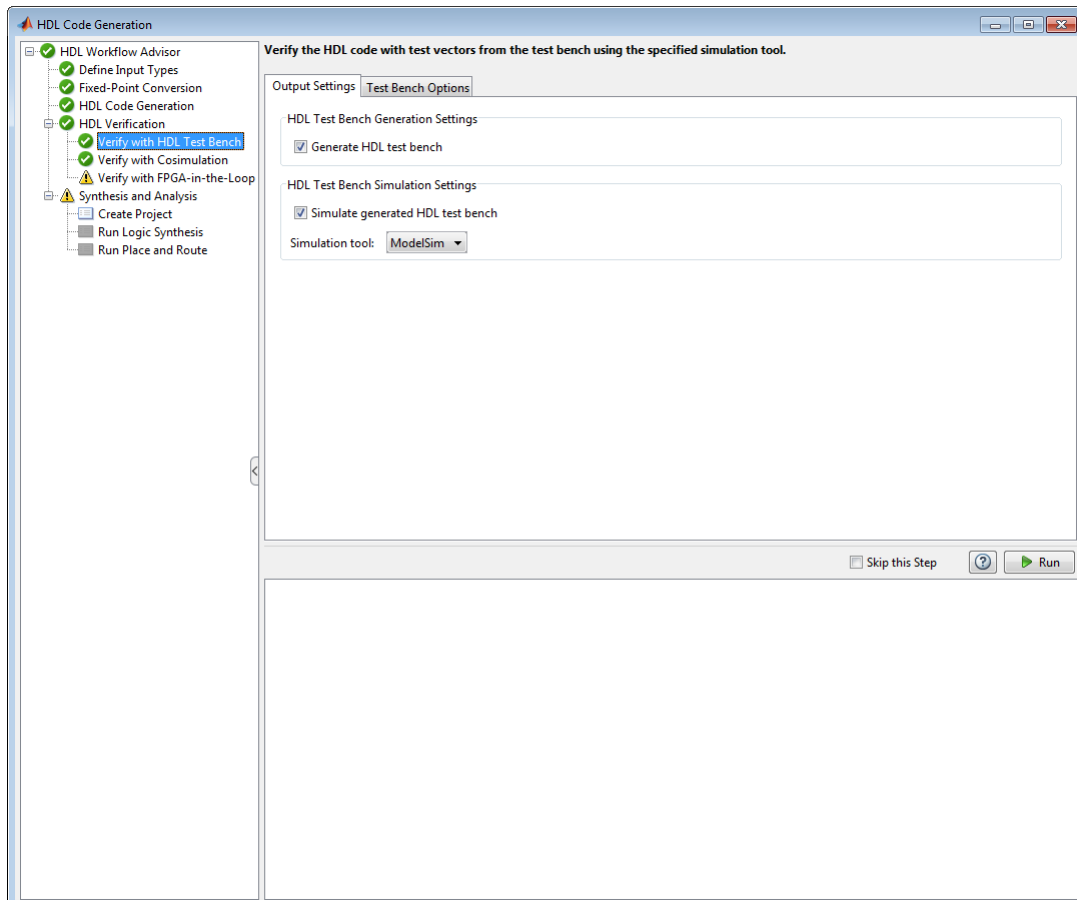 HDL Code Generation
HDL Workflow Advisor
Define Input Types
Fixed-Point Conversion
HDL Code Generation
HDL Verification
Verify with HDL Test Bench
Verify with Cosimulation
Verify with FPGA-in-the-Loop
Synthesis and Analysis
Create Project
Run Logic Synthesis
Run Place and Route
Verify the HDL code with test vectors from the test bench using the specified simulation tool.
Output Settings Test Bench Options
HDL Test Bench Generation Settings
Generate HDL test bench
HDL Test Bench Simulation Settings
Simulate generated HDL test bench
Simulation tool: ModelSim
Skip this Step ? Run